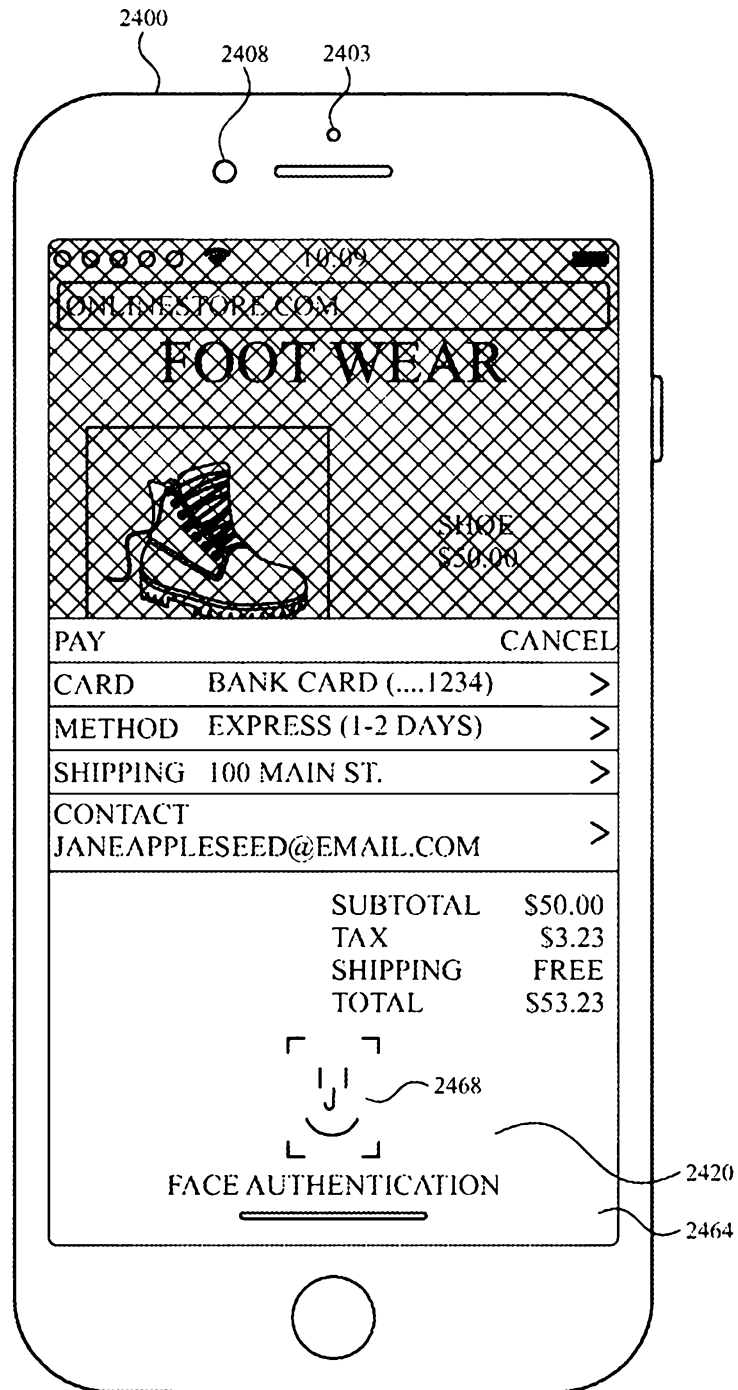 2400
2408 2403
10:09
ONLINESTORE.COM
FOOT WEAR
SHOE
$50.00
PAY CANCEL
CARD BANK CARD (....1234)
METHOD EXPRESS (1-2 DAYS)
SHIPPING 100 MAIN ST.
CONTACT
JANEAPPLESEED@EMAIL.COM
SUBTOTAL $50.00
TAX $3.23
SHIPPING FREE
TOTAL $53.23
2468
2420
FACE AUTHENTICATION
2464